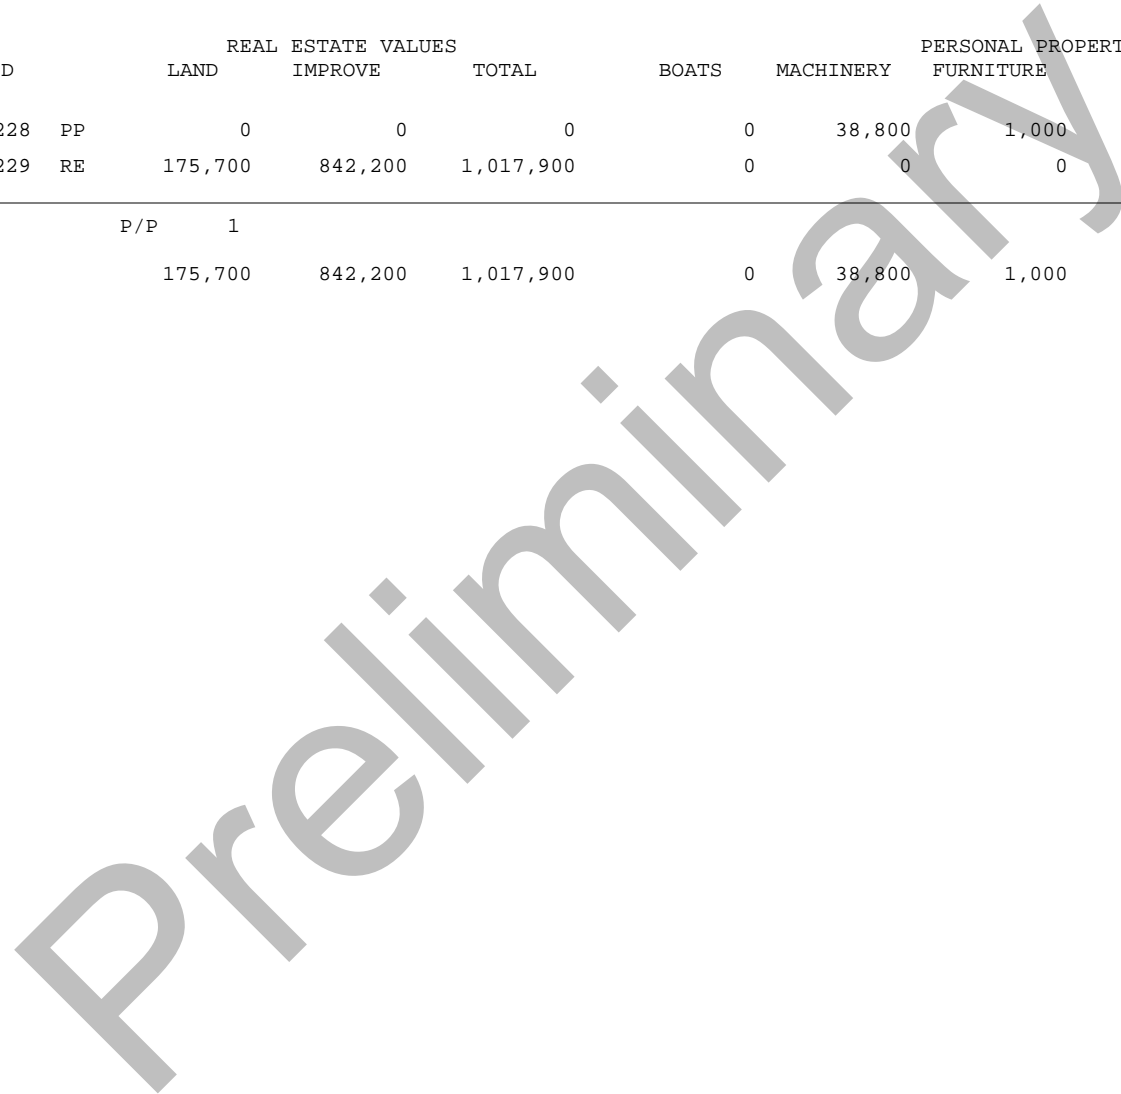 REAL ESTATE VALUES PERSONAL PROPERT
D LAND IMPROVE TOTAL BOATS MACHINERY FURNITURE
228 PP 0 0 0 0 38,800 1,000
229 RE 175,700 842,200 1,017,900 0 0 0
P/P 1
175,700 842,200 1,017,900 0 38,800 1,000
Preliminary